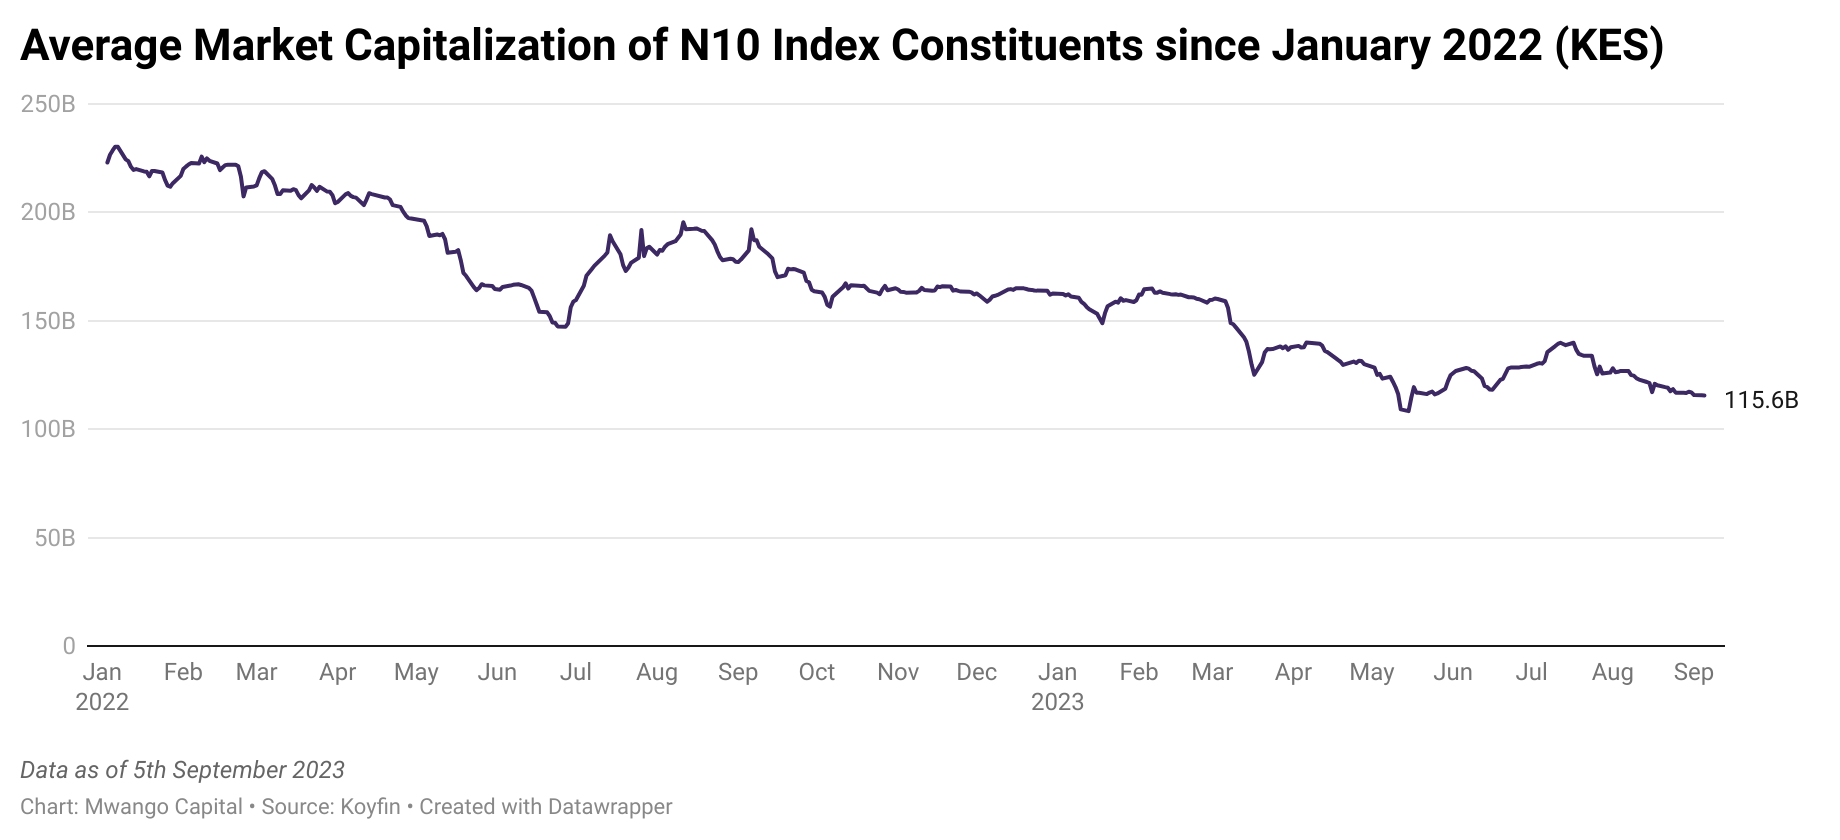 Average Market Capitalization of N10 Index Constituents since January 2022 (KES)
250B
200B
150B
100B
50B
0
115.6B
Jan Feb Mar Apr May Jun Jul Aug Sep Oct Nov Dec Jan Feb Mar Apr May Jun Jul Aug Sep
2022 2023
Data as of 5th September 2023
Chart: Mwango Capital • Source: Koyfin • Created with Datawrapper